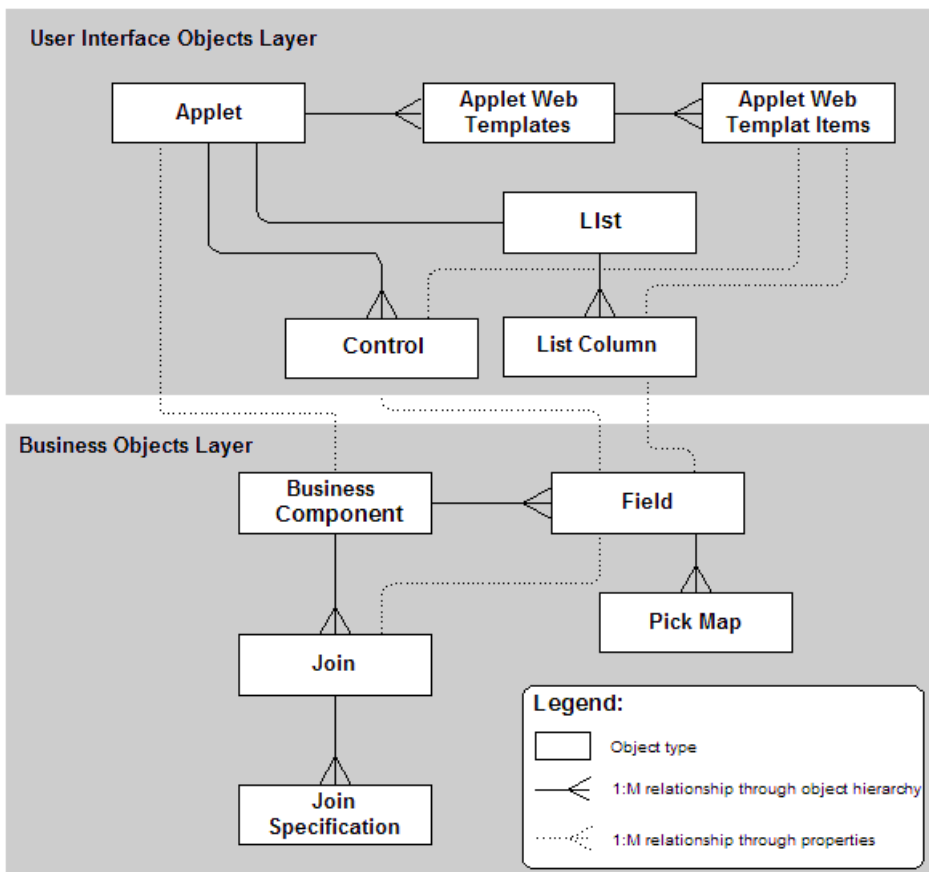 User Interface Objects Layer
Applet
Applet Web
Templates
Applet Web
Templat Items
LIst
Control
List Column
Business Objects Layer
Business
Component
Field
Join
Pick Map
Join
Specification
Legend:
Object type
1:M relationship through object hierarchy
1:M relationship through properties